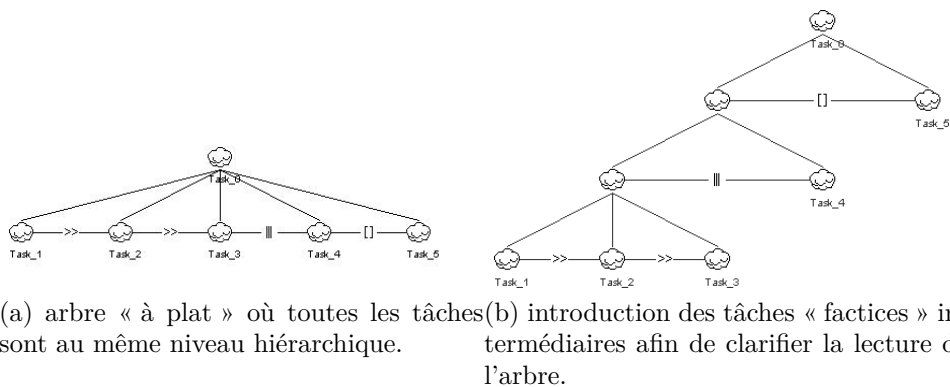 Task_0
Task_0
[]
Task_5
|||
Task_4
>> >> ||| []
Task_1 Task_2 Task_3 Task_4 Task_5
>> >>
Task_1 Task_2 Task_3
(a) arbre « à plat » où toutes les tâches
sont au même niveau hiérarchique.
(b) introduction des tâches « factices » in
termédiaires afin de clarifier la lecture
l'arbre.